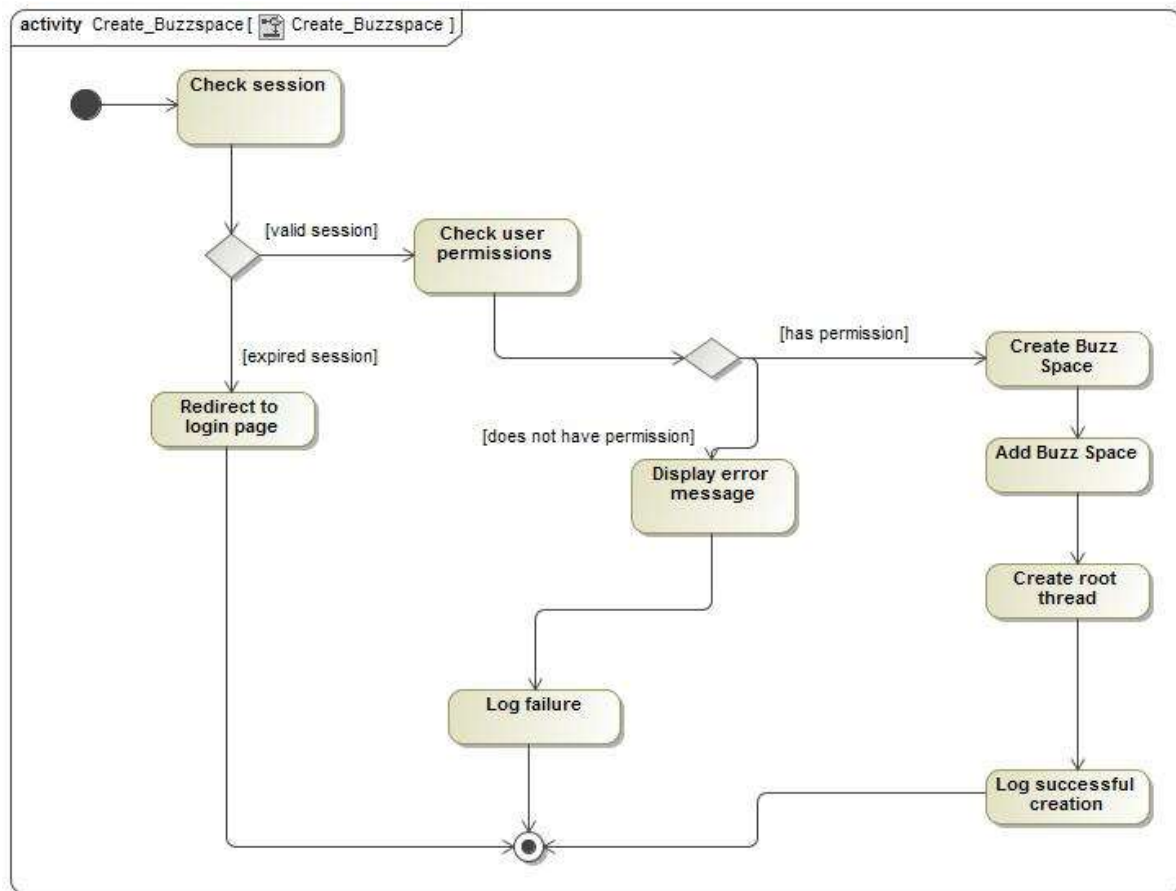 activity Create_Buzzspace [ Create_Buzzspace ]
Check session
[valid session]
Check user
permissions
[expired session]
[has permission]
Create Buzz
Space
Redirect to
login page
[does not have permission]
Add Buzz Space
Display error
message
Create root
thread
Log failure
Log successful
creation